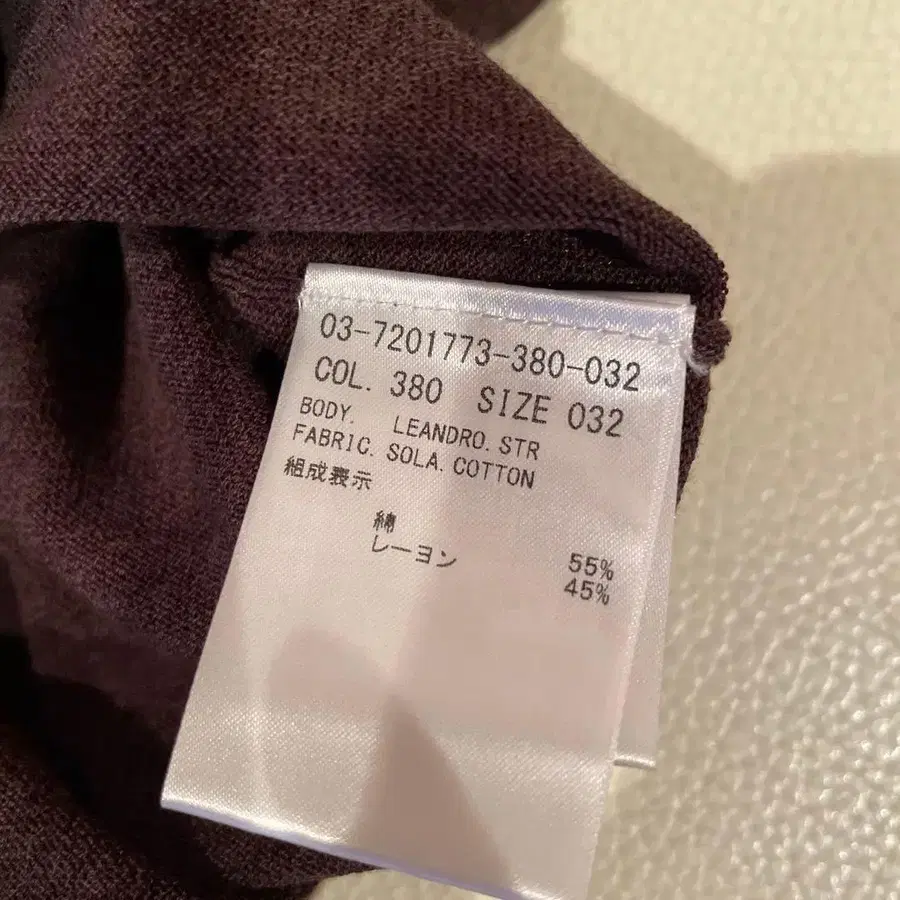 03-7201773-380-032
COL. 380 SIZE 032
BODY. LEANDRO.STR
FABRIC. SOLA.COTTON
組成表示
綿 55%
レーヨン 45%